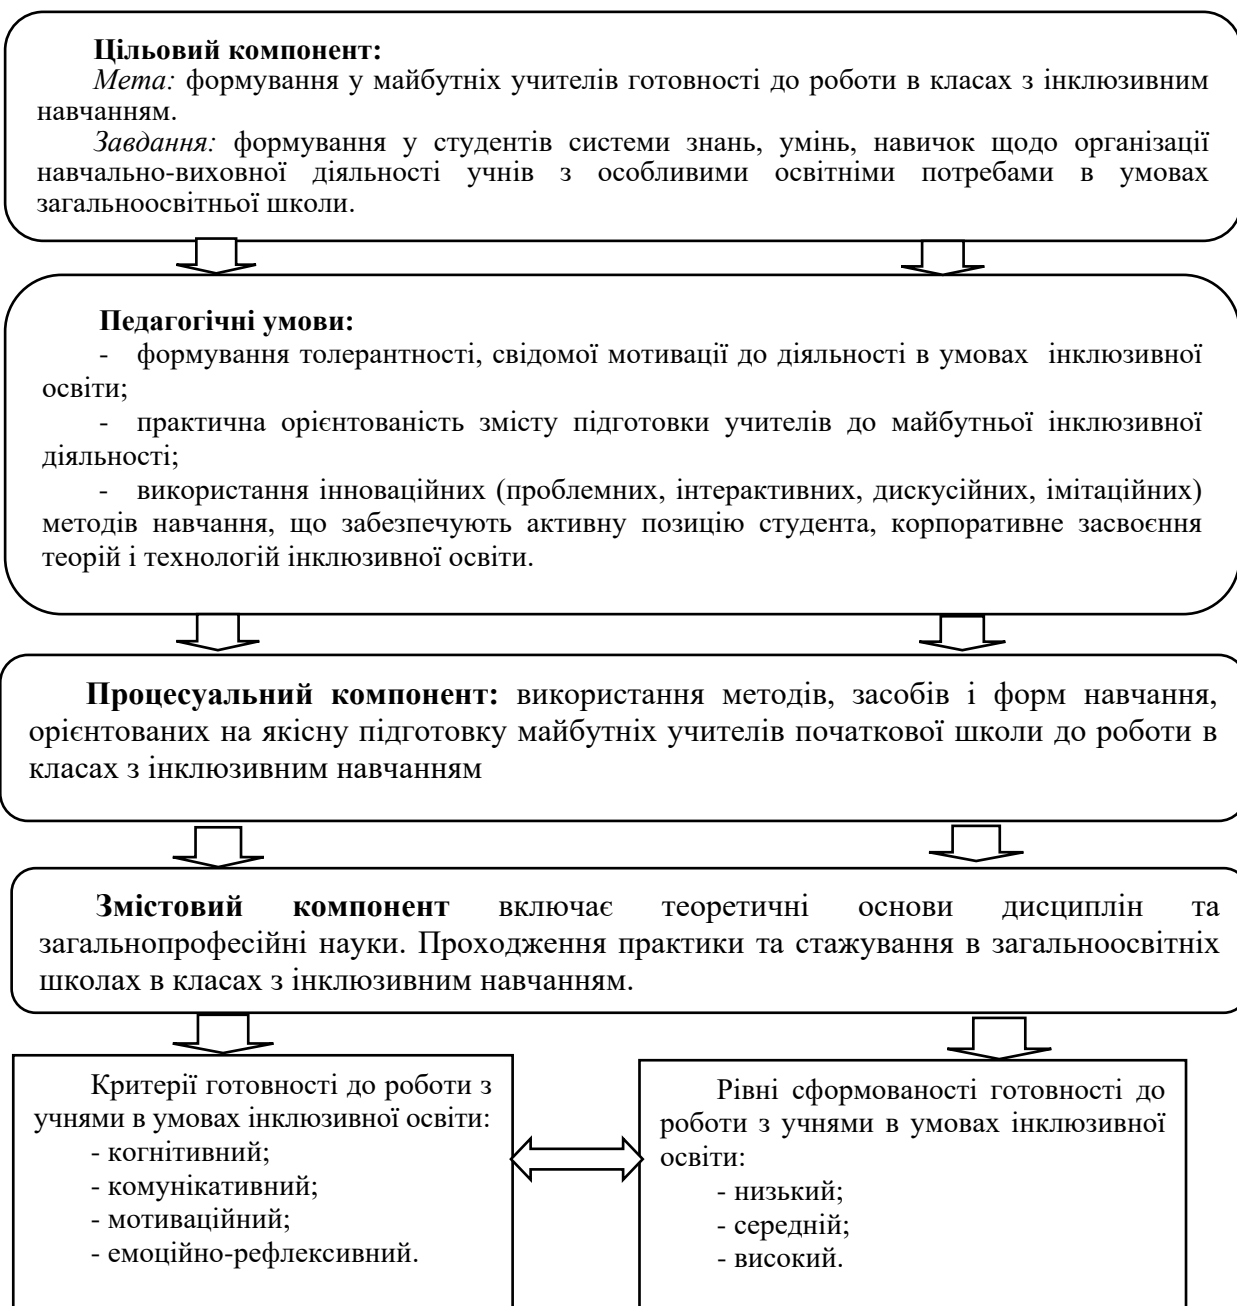 Цільовий компонент:
Мета: формування у майбутніх учителів готовності до роботи в класах з інклюзивним
навчанням.
Завдання: формування у студентів системи знань, умінь, навичок щодо організації
навчально-виховної діяльності учнів з особливими освітніми потребами в умовах
загальноосвітньої школи.
Педагогічні умови:
- формування толерантності, свідомої мотивації до діяльності в умовах інклюзивної
освіти;
- практична орієнтованість змісту підготовки учителів до майбутньої інклюзивної
діяльності;
- використання інноваційних (проблемних, інтерактивних, дискусійних, імітаційних)
методів навчання, що забезпечують активну позицію студента, корпоративне засвоєння
теорій і технологій інклюзивної освіти.
Процесуальний компонент: використання методів, засобів і форм навчання,
орієнтованих на якісну підготовку майбутніх учителів початкової школи до роботи в
класах з інклюзивним навчанням
Змістовий компонент включає теоретичні основи дисциплін та
загальнопрофесійні науки. Проходження практики та стажування в загальноосвітніх
школах в класах з інклюзивним навчанням.
Критерії готовності до роботи з
учнями в умовах інклюзивної освіти:
- когнітивний;
- комунікативний;
- мотиваційний;
- емоційно-рефлексивний.
Рівні сформованості готовності до
роботи з учнями в умовах інклюзивної
освіти:
- низький;
- середній;
- високий.